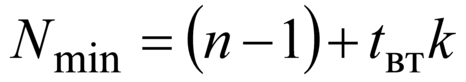 N_min = (n − 1) + t_вт k